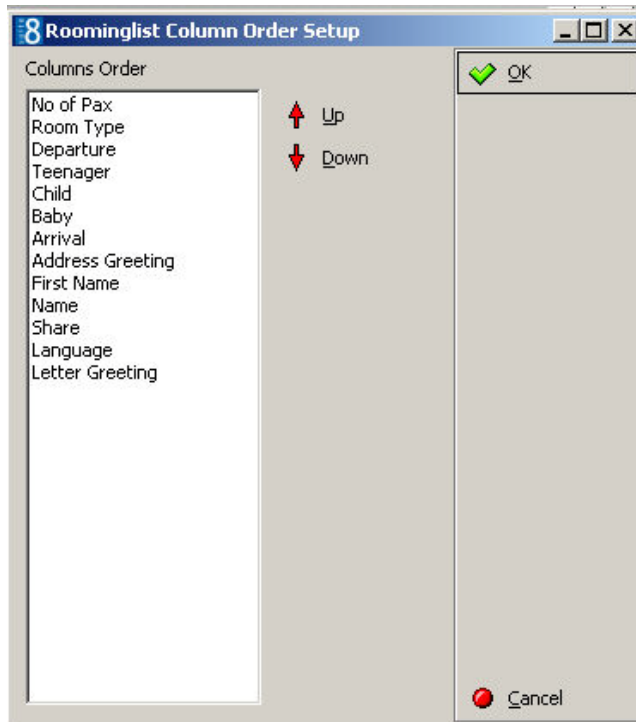 8 Roominglist Column Order Setup
Columns Order
OK
No of Pax
Room Type
Departure
Teenager
Child
Baby
Arrival
Address Greeting
First Name
Name
Share
Language
Letter Greeting
Up
Down
Cancel